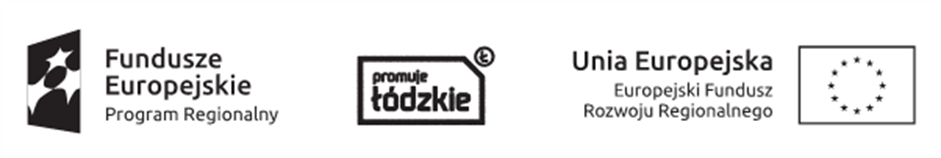 Fundusze
Europejskie
Program Regionalny
promuje
łódzkie
Ł
Unia Europejska
Europejski Fundusz
Rozwoju Regionalnego